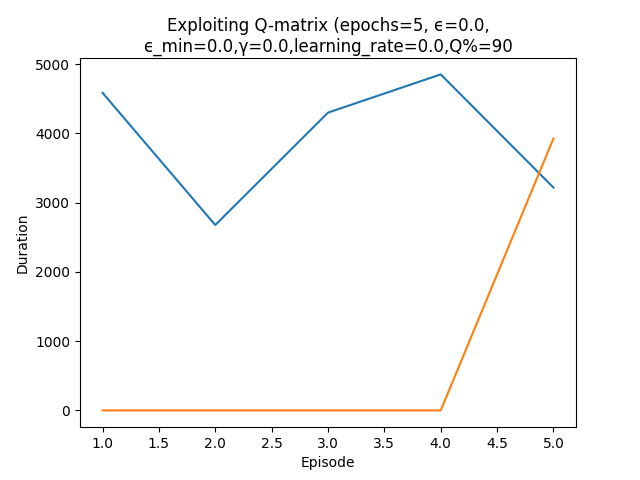 Exploiting Q-matrix (epochs=5, ϵ=0.0,
ϵ_min=0.0,γ=0.0,learning_rate=0.0,Q%=90
5000
4000
3000
2000
1000
0
Duration
1.0 1.5 2.0 2.5 3.0 3.5 4.0 4.5 5.0
Episode